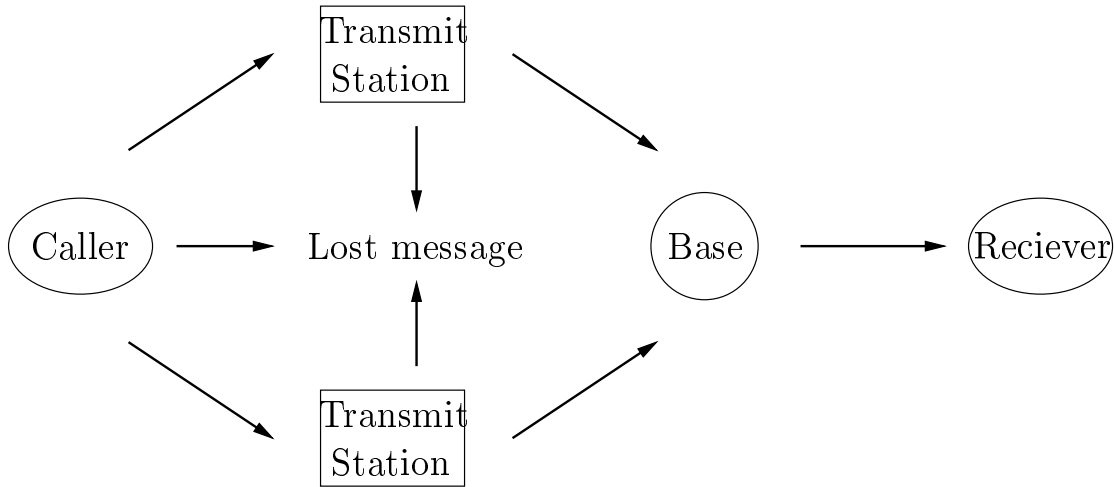 Transmit
Station
Caller
Lost message
Base
Reciever
Transmit
Station